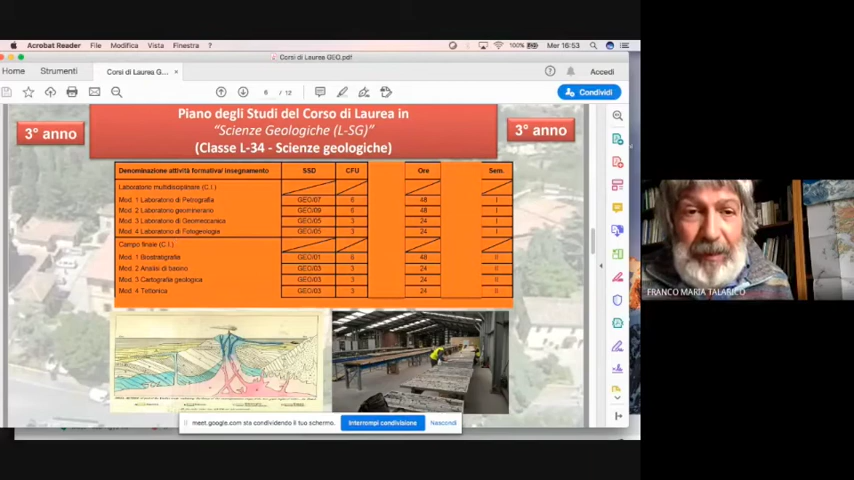 Acrobat Reader File Modifica Vista Finestra ? 100% Mer 16:53
Corsi di Laurea GEO.pdf
Home Strumenti Corsi di Laurea G... × Accedi
6 / 12 Condividi
Piano degli Studi del Corso di Laurea in
"Scienze Geologiche (L-SG)"
(Classe L-34 - Scienze geologiche)
3° anno
3° anno
Denominazione attività formativa/ insegnamento SSD CFU Ore Sem.
Laboratorio multidisciplinare (C.I.)
Mod. 1 Laboratorio di Petrografia GEO/07 6 48 I
Mod. 2 Laboratorio geominerario GEO/09 6 48 I
Mod. 3 Laboratorio di Geomeccanica GEO/05 3 24 I
Mod. 4 Laboratorio di Fotogeologia GEO/05 3 24 I
Campo finale (C.I.)
Mod. 1 Biostratigrafia GEO/01 6 48 II
Mod. 2 Analisi di bacino GEO/03 3 24 II
Mod. 3 Cartografia geologica GEO/03 3 24 II
Mod. 4 Tettonica GEO/03 3 24 II
meet.google.com sta condividendo il tuo schermo. Interrompi condivisione Nascondi
FRANCO MARIA TALARICO